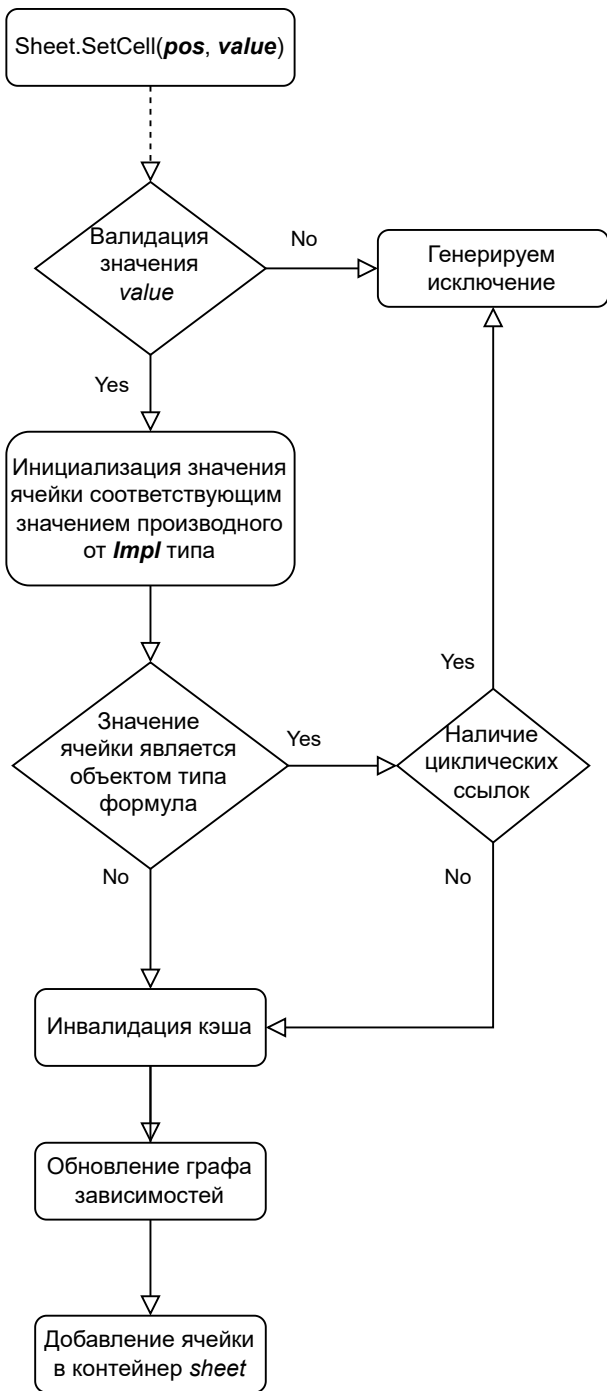 Sheet.SetCell(pos, value)
Валидация
значения
value
No
Генерируем
исключение
Yes
Инициализация значения
ячейки соответствующим
значением производного
от Impl типа
Yes
Значение
ячейки является
объектом типа
формула
Yes
Наличие
циклических
ссылок
No
No
Инвалидация кэша
Обновление графа
зависимостей
Добавление ячейки
в контейнер sheet